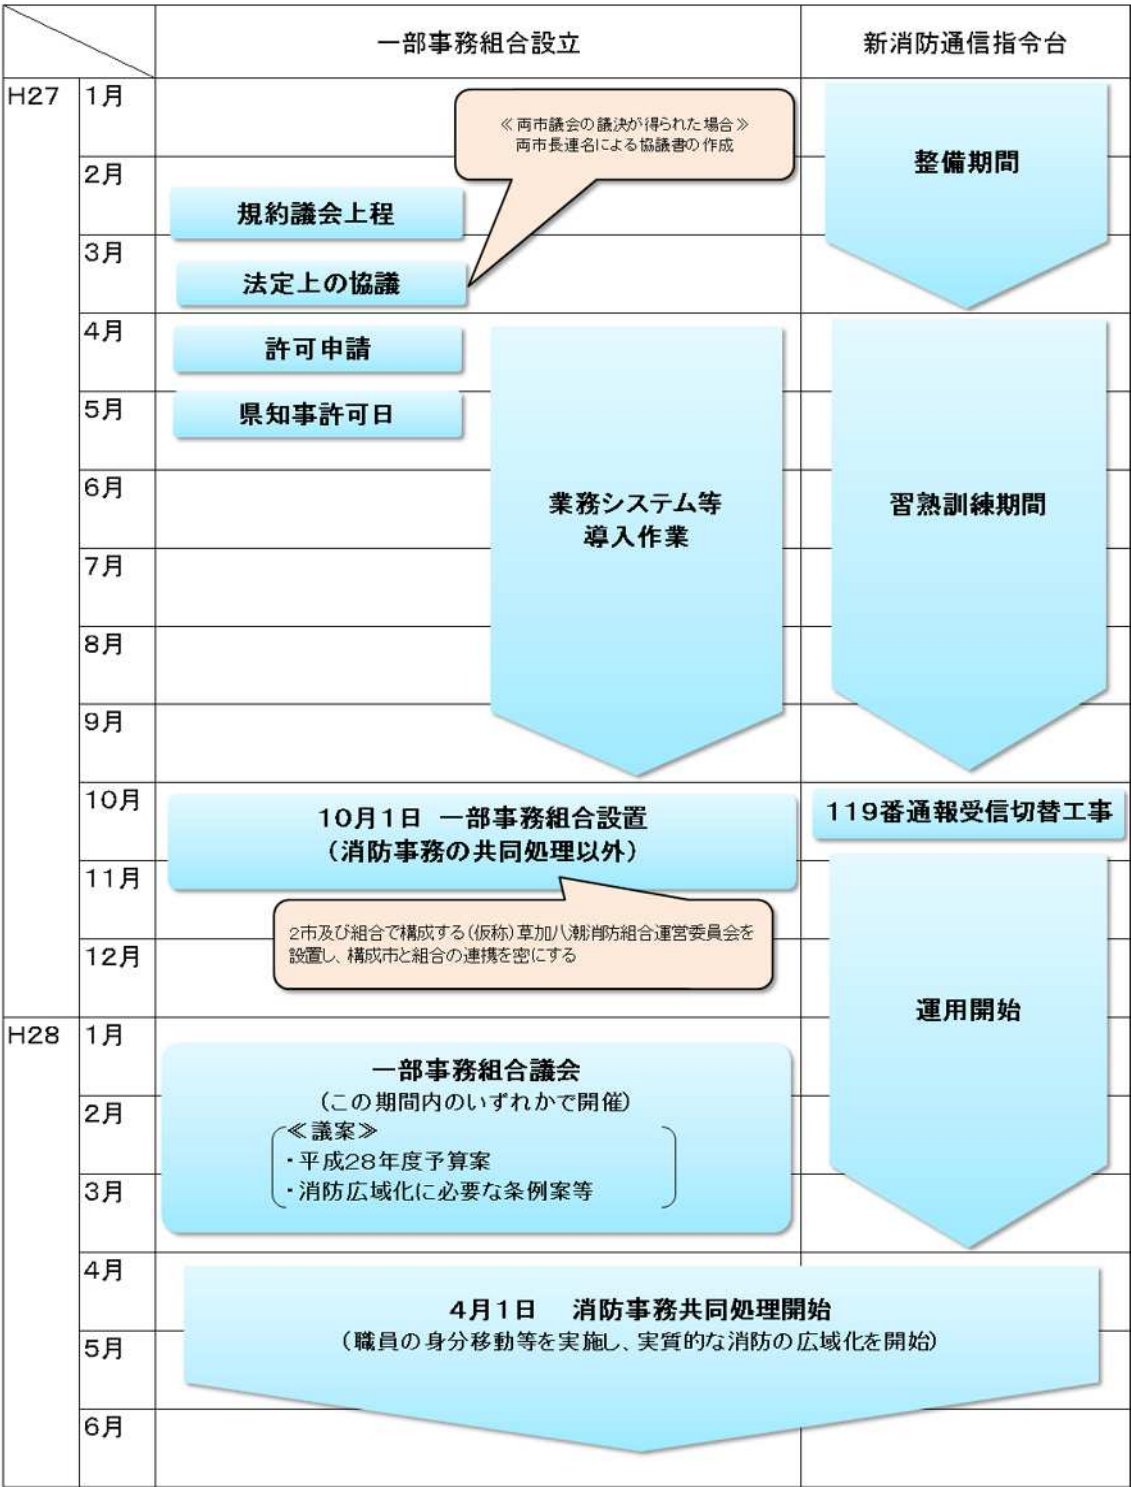 一部事務組合設立
新消防通信指令台
H27
1月
≪両市議会の議決が得られた場合≫
両市長連名による協議書の作成
整備期間
2月
規約議会上程
3月
法定上の協議
4月
許可申請
5月
県知事許可日
6月
業務システム等
導入作業
習熟訓練期間
7月
8月
9月
10月
10月1日 一部事務組合設置
(消防事務の共同処理以外)
119番通報受信切替工事
11月
2市及び組合で構成する(仮称)草加八潮消防組合運営委員会を
設置し、構成市と組合の連携を密にする
12月
運用開始
H28
1月
一部事務組合議会
(この期間内のいずれかで開催)
2月
≪議案≫
・平成28年度予算案
3月
・消防広域化に必要な条例案等
4月
4月1日 消防事務共同処理開始
(職員の身分移動等を実施し、実質的な消防の広域化を開始)
5月
6月